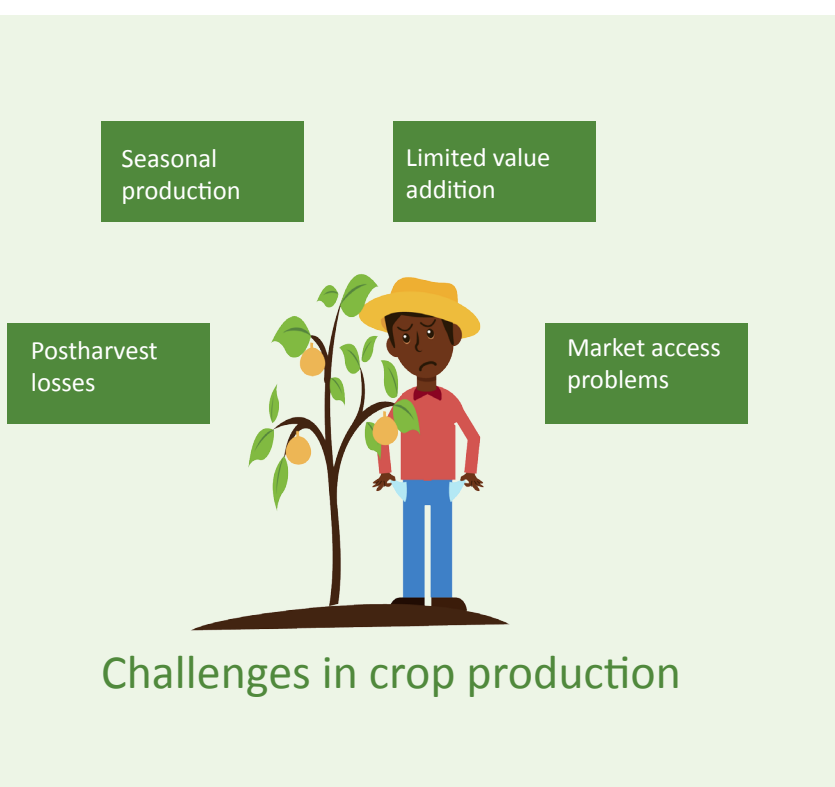 Seasonal
production
Limited value
addition
Postharvest
losses
Market access
problems
Challenges in crop production